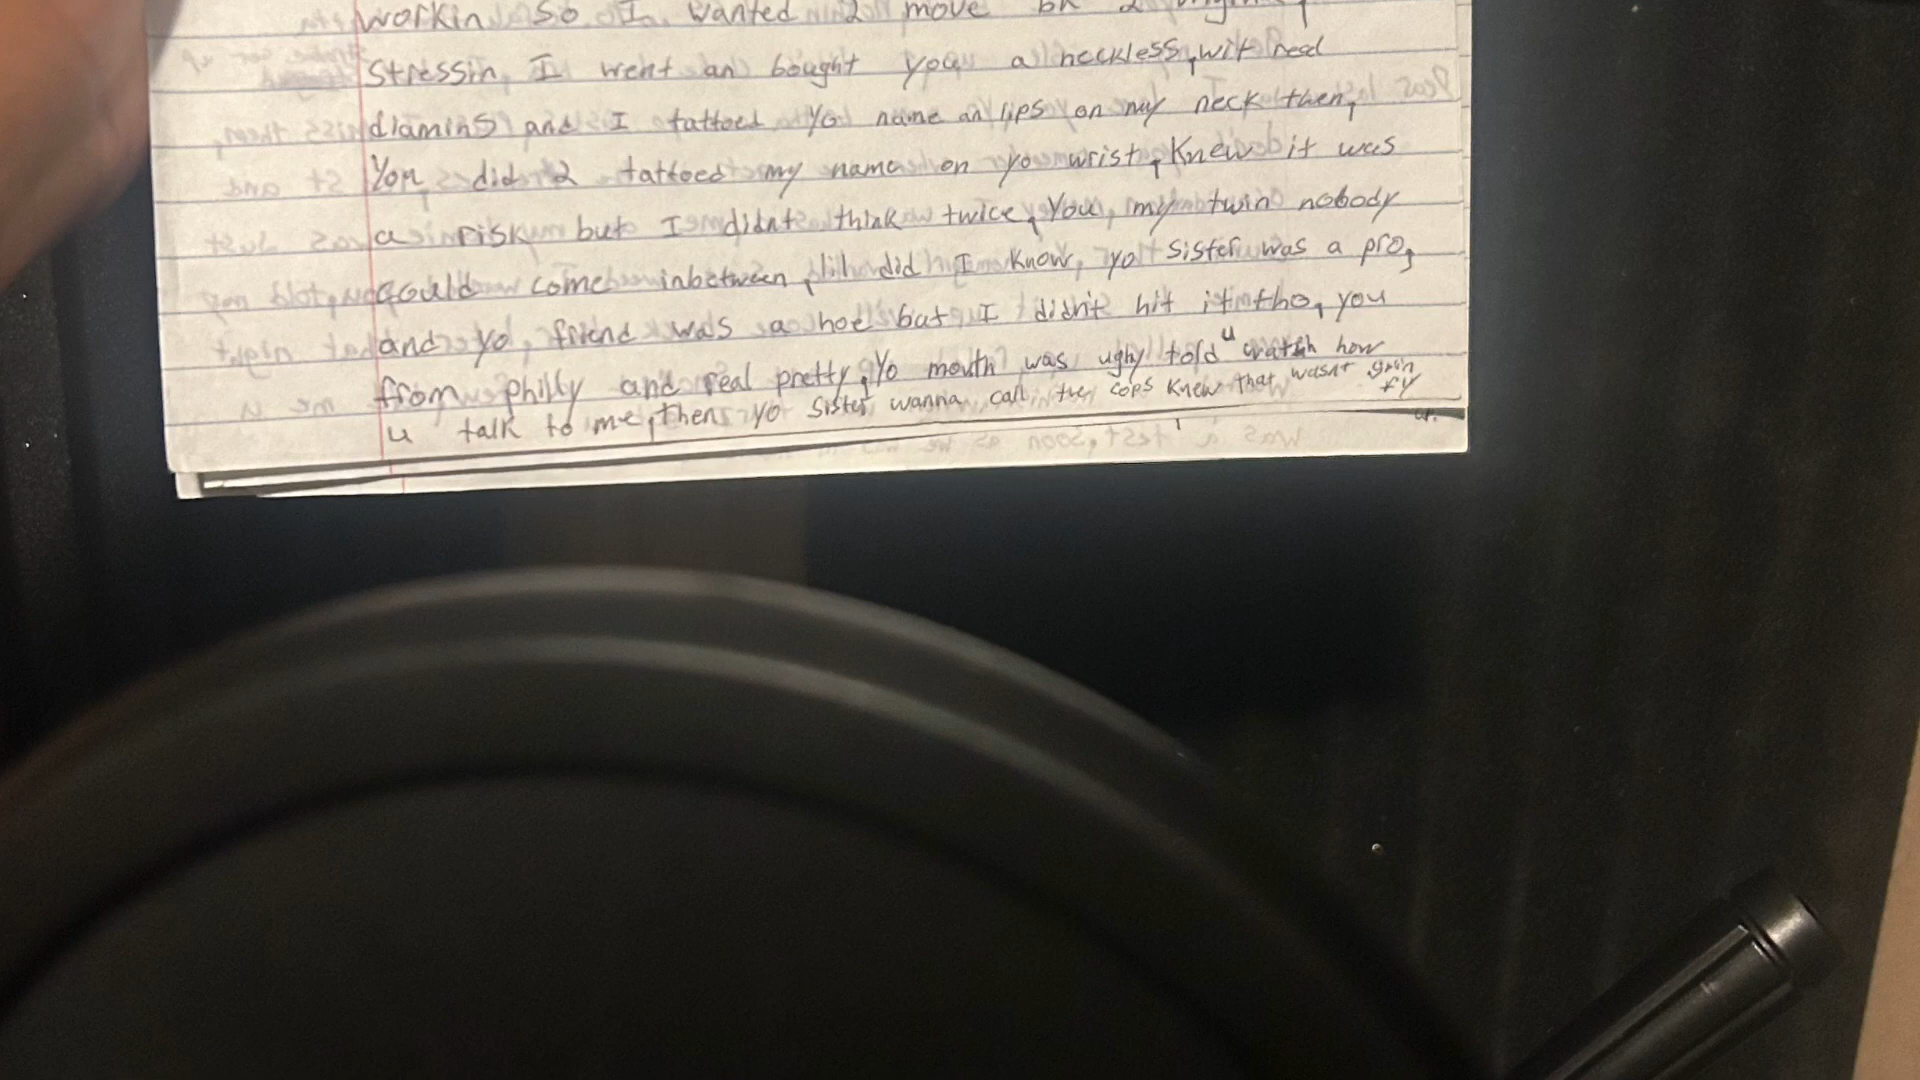 workin so I wanted 2 move
Stressin, I went an bought you a neckless, wit red
diamins and I tattoed Yo name an lips on my neck then,
You, did 2 tattoed my name on yo wrist, Knew it was
a risk but I didnt think twice, You, my twin nobody
could come inbetween, lil did I know, yo sister was a pro,
and yo, friend was a hoe but I didn't hit it tho, you
from philly and real pretty, Yo mouth was ugly told u watch how
u talk to me, then yo sister wanna call the cops knew that wasnt goin
fly